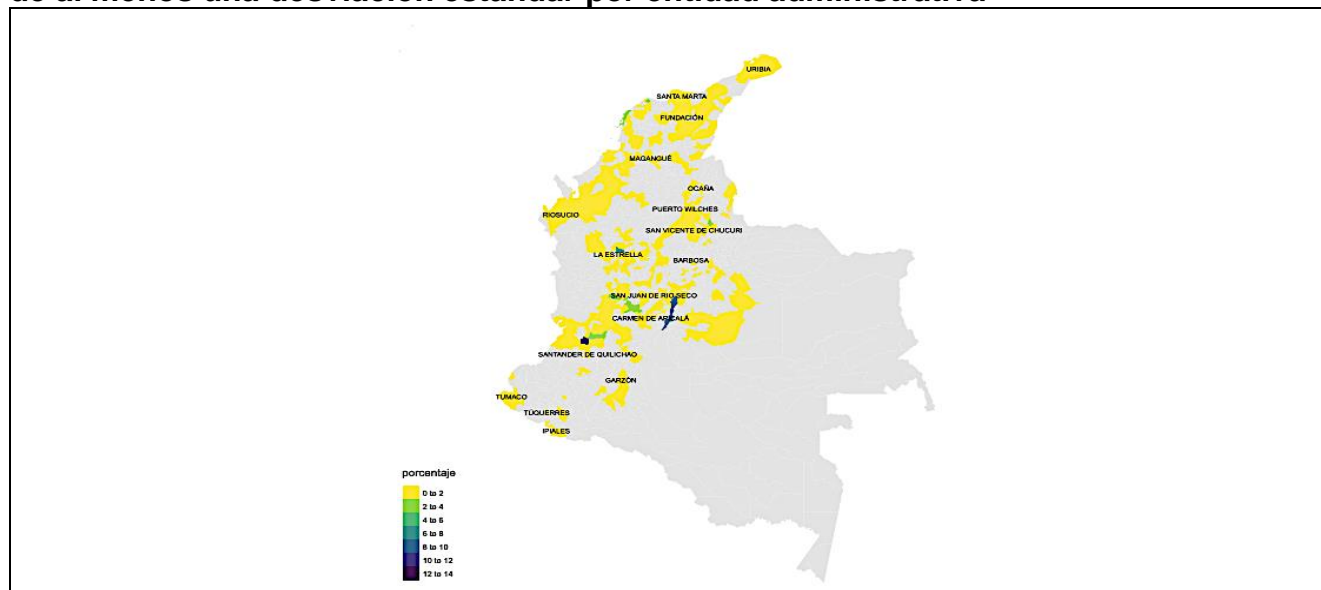 de al menos una desviación estándar por entidad administrativa
URIBIA
SANTA MARTA
FUNDACIÓN
MAGANGUÉ
OCAÑA
PUERTO WILCHES
RIOSUCIO
SAN VICENTE DE CHUCURI
LA ESTRELLA
BARBOSA
SAN JUAN DE RIO SECO
CARMEN DE APICALÁ
SANTANDER DE QUILICHAO
GARZÓN
TUMACO
TÚQUERRES
IPIALES
porcentaje
0 to 2
2 to 4
4 to 6
6 to 8
8 to 10
10 to 12
12 to 14